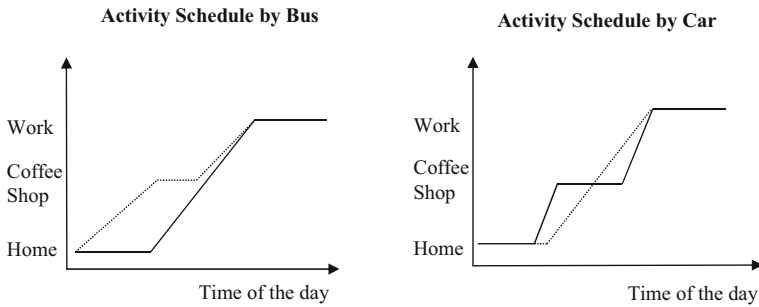 Activity Schedule by Bus
Work
Coffee
Shop
Home
Time of the day
Activity Schedule by Car
Work
Coffee
Shop
Home
Time of the day